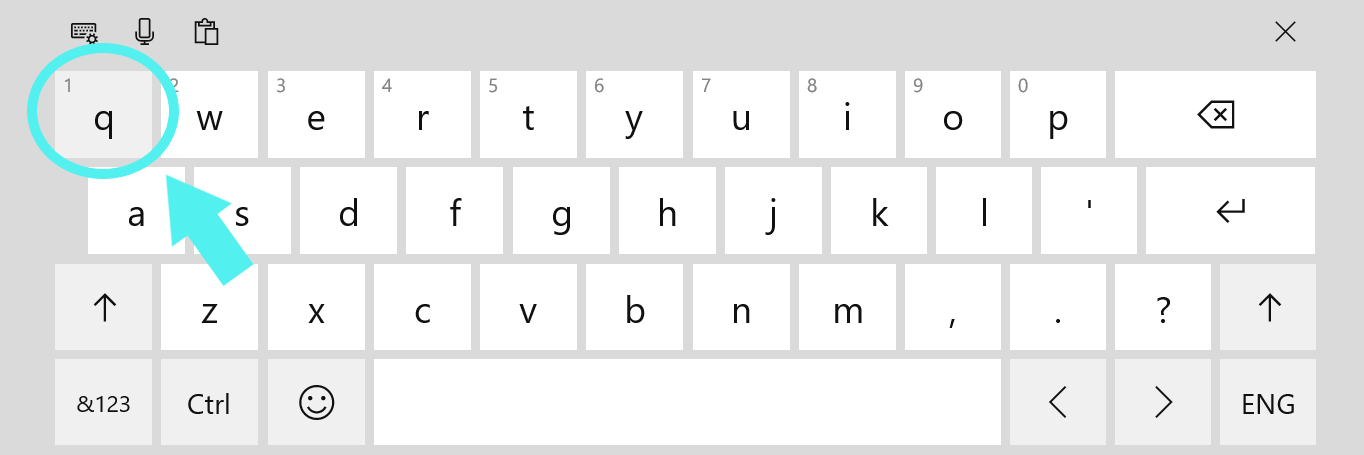 1 2 3 4 5 6 7 8 9 0
q w e r t y u i o p
a s d f g h j k l '
z x c v b n m , . ?
&123 Ctrl ENG